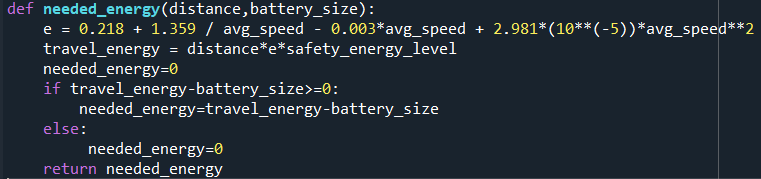 def needed_energy(distance,battery_size):
    e = 0.218 + 1.359 / avg_speed - 0.003*avg_speed + 2.981*(10**(-5))*avg_speed**2
    travel_energy = distance*e*safety_energy_level
    needed_energy=0
    if travel_energy-battery_size>=0:
        needed_energy=travel_energy-battery_size
    else:
         needed_energy=0
    return needed_energy